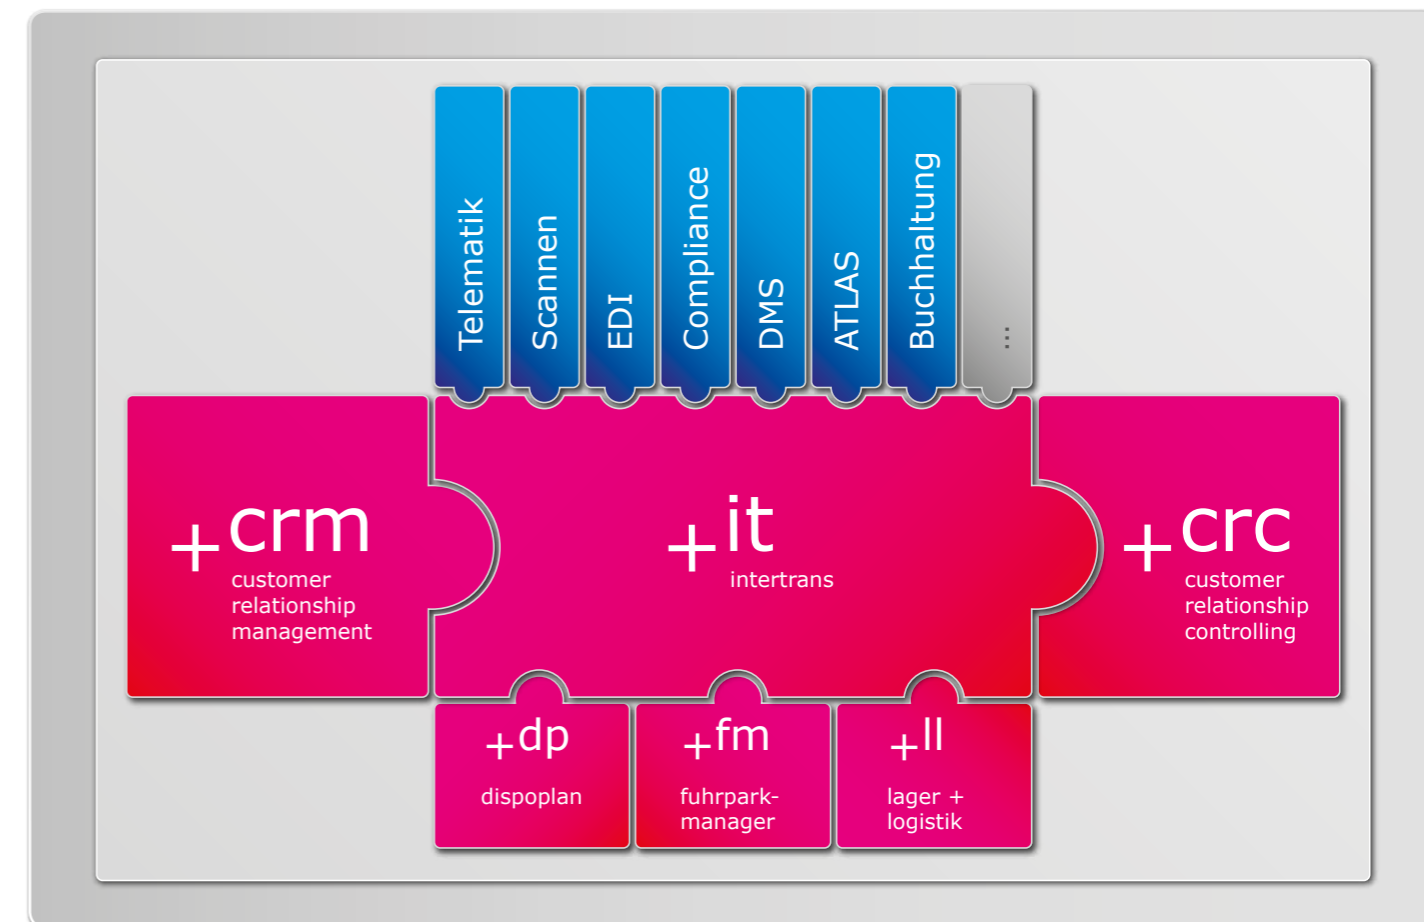 Telematik
Scannen
EDI
Compliance
DMS
ATLAS
Buchhaltung
...
+crm
customer
relationship
management
+it
intertrans
+crc
customer
relationship
controlling
+dp
dispoplan
+fm
fuhrpark-
manager
+ll
lager +
logistik